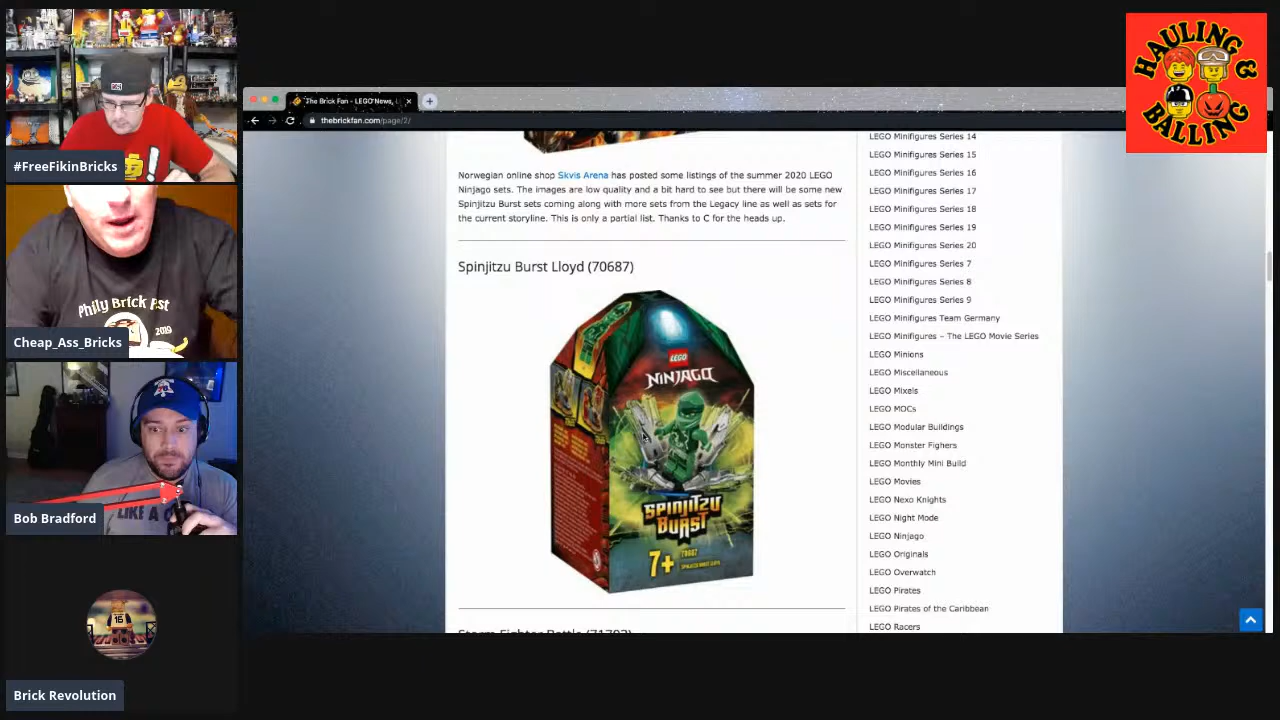 HAULING &
BALLING
#FreeFikinBricks
Phily Brick Fest
2019
Cheap_Ass_Bricks
LIKE A
Bob Bradford
16
Brick Revolution
The Brick Fan - LEGO News, L
thebrickfan.com/page/2/
Norwegian online shop Skvis Arena has posted some listings of the summer 2020 LEGO
Ninjago sets. The images are low quality and a bit hard to see but there will be some new
Spinjitzu Burst sets coming along with more sets from the Legacy line as well as sets for
the current storyline. This is only a partial list. Thanks to C for the heads up.
Spinjitzu Burst Lloyd (70687)
LEGO
NINJAGO
SPINJITZU
BURST
7+
70687
SPINJITZU BURST LLOYD
LEGO Minifigures Series 14
LEGO Minifigures Series 15
LEGO Minifigures Series 16
LEGO Minifigures Series 17
LEGO Minifigures Series 18
LEGO Minifigures Series 19
LEGO Minifigures Series 20
LEGO Minifigures Series 7
LEGO Minifigures Series 8
LEGO Minifigures Series 9
LEGO Minifigures Team Germany
LEGO Minifigures – The LEGO Movie Series
LEGO Minions
LEGO Miscellaneous
LEGO Mixels
LEGO MOCs
LEGO Modular Buildings
LEGO Monster Fighers
LEGO Monthly Mini Build
LEGO Movies
LEGO Nexo Knights
LEGO Night Mode
LEGO Ninjago
LEGO Originals
LEGO Overwatch
LEGO Pirates
LEGO Pirates of the Caribbean
LEGO Racers